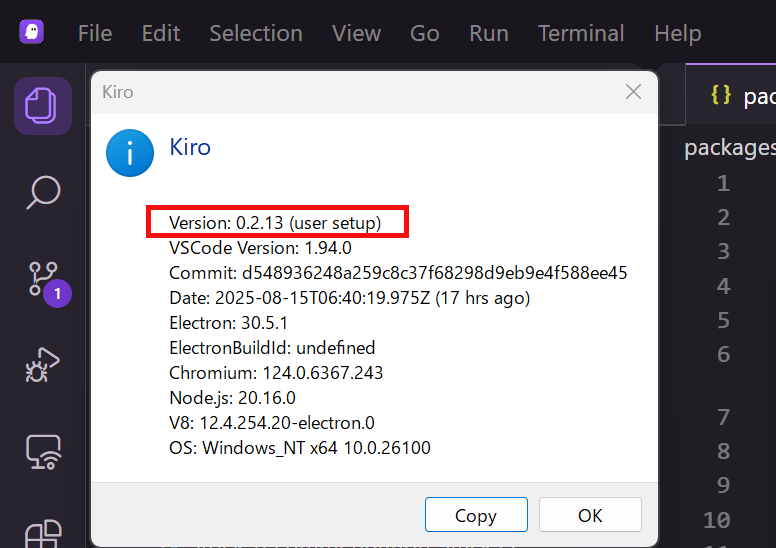 File Edit Selection View Go Run Terminal Help
Kiro
Kiro
Version: 0.2.13 (user setup)
VSCode Version: 1.94.0
Commit: d548936248a259c8c37f68298d9eb9e4f588ee45
Date: 2025-08-15T06:40:19.975Z (17 hrs ago)
Electron: 30.5.1
ElectronBuildId: undefined
Chromium: 124.0.6367.243
Node.js: 20.16.0
V8: 12.4.254.20-electron.0
OS: Windows_NT x64 10.0.26100
Copy OK
1
{} pac
packages
1
2
3
4
5
6
7
8
9
10